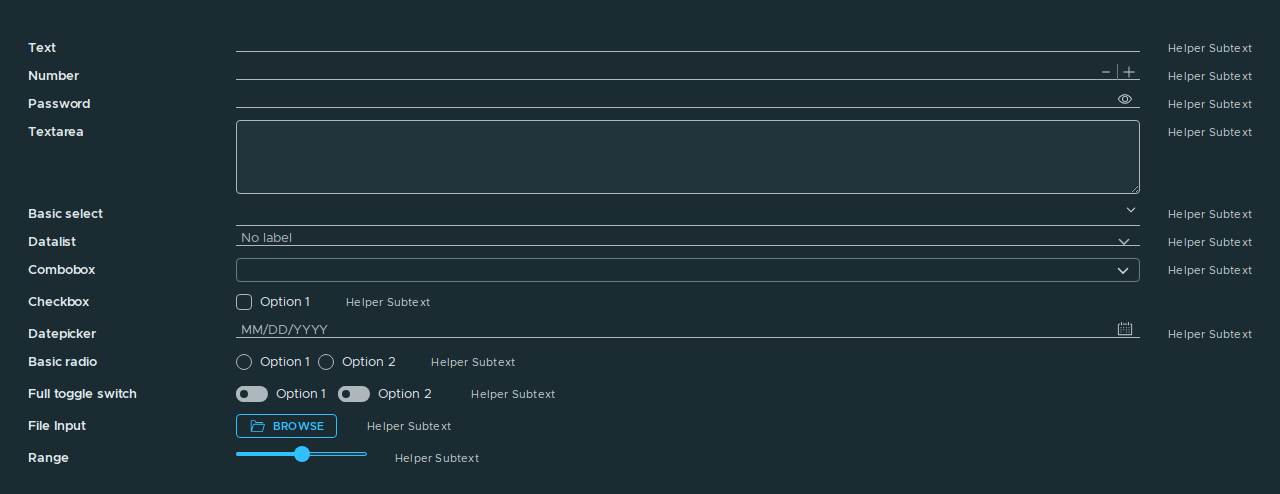 Text Helper Subtext
Number Helper Subtext
Password Helper Subtext
Textarea Helper Subtext
Basic select Helper Subtext
Datalist No label Helper Subtext
Combobox Helper Subtext
Checkbox Option 1 Helper Subtext
Datepicker MM/DD/YYYY Helper Subtext
Basic radio Option 1 Option 2 Helper Subtext
Full toggle switch Option 1 Option 2 Helper Subtext
File Input BROWSE Helper Subtext
Range Helper Subtext